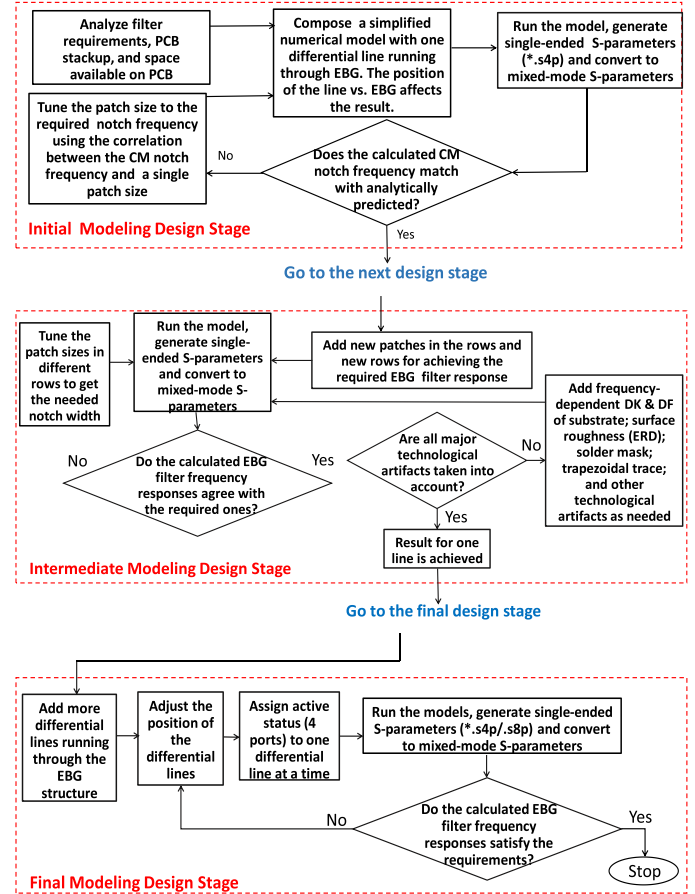 Analyze filter
requirements, PCB
stackup, and space
available on PCB
Compose a simplified
numerical model with one
differential line running
through EBG. The position
of the line vs. EBG affects
the result.
Run the model, generate
single-ended S-parameters
(*.s4p) and convert to
mixed-mode S-parameters
Tune the patch size to the
required notch frequency
using the correlation
between the CM notch
frequency and a single
patch size
No
Does the calculated CM
notch frequency match
with analytically
predicted?
Yes
Initial Modeling Design Stage
Go to the next design stage
Tune the
patch sizes in
different
rows to get
the needed
notch width
Run the model,
generate single-
ended S-parameters
and convert to
mixed-mode S-
parameters
Add new patches in the rows and
new rows for achieving the
required EBG filter response
Add frequency-
dependent DK & DF
of substrate; surface
roughness (ERD);
solder mask;
trapezoidal trace;
and other
technological
artifacts as needed
No
Do the calculated EBG
filter frequency
responses agree with
the required ones?
Yes
Are all major
technological
artifacts taken into
account?
No
Yes
Result for one
line is achieved
Intermediate Modeling Design Stage
Go to the final design stage
Add more
differential
lines running
through the
EBG
structure
Adjust the
position of
the
differential
lines
Assign active
status (4
ports) to one
differential
line at a time
Run the models, generate single-ended
S-parameters (*.s4p/.s8p) and convert
to mixed-mode S-parameters
No
Do the calculated EBG
filter frequency
responses satisfy the
requirements?
Yes
Stop
Final Modeling Design Stage